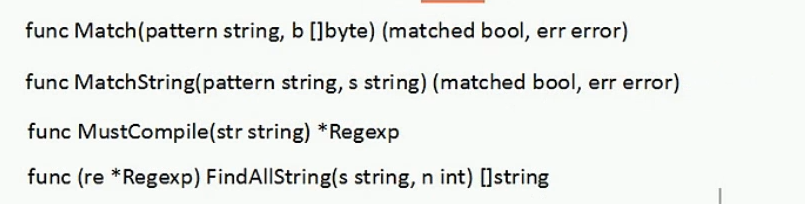 func Match(pattern string, b []byte) (matched bool, err error)
func MatchString(pattern string, s string) (matched bool, err error)
func MustCompile(str string) *Regexp
func (re *Regexp) FindAllString(s string, n int) []string